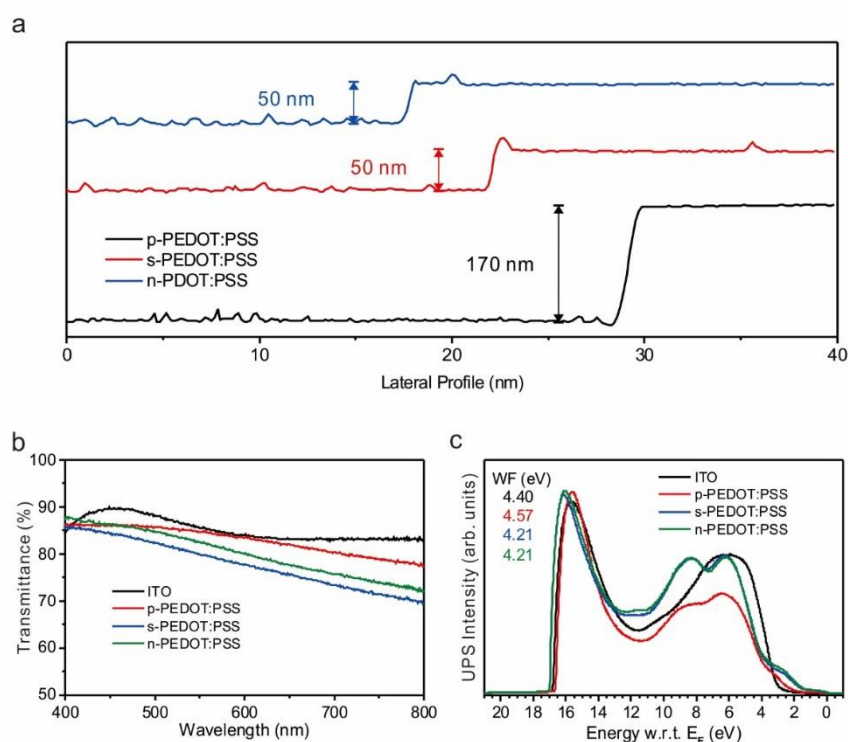 a
50 nm
50 nm
170 nm
p-PEDOT:PSS
s-PEDOT:PSS
n-PDOT:PSS
0 10 20 30 40
Lateral Profile (nm)
b
100
90
80
70
60
50
Transmittance (%)
ITO
p-PEDOT:PSS
s-PEDOT:PSS
n-PEDOT:PSS
400 500 600 700 800
Wavelength (nm)
c
UPS Intensity (arb. units)
WF (eV)
4.40
4.57
4.21
4.21
ITO
p-PEDOT:PSS
s-PEDOT:PSS
n-PEDOT:PSS
20 18 16 14 12 10 8 6 4 2 0
Energy w.r.t. E_F (eV)